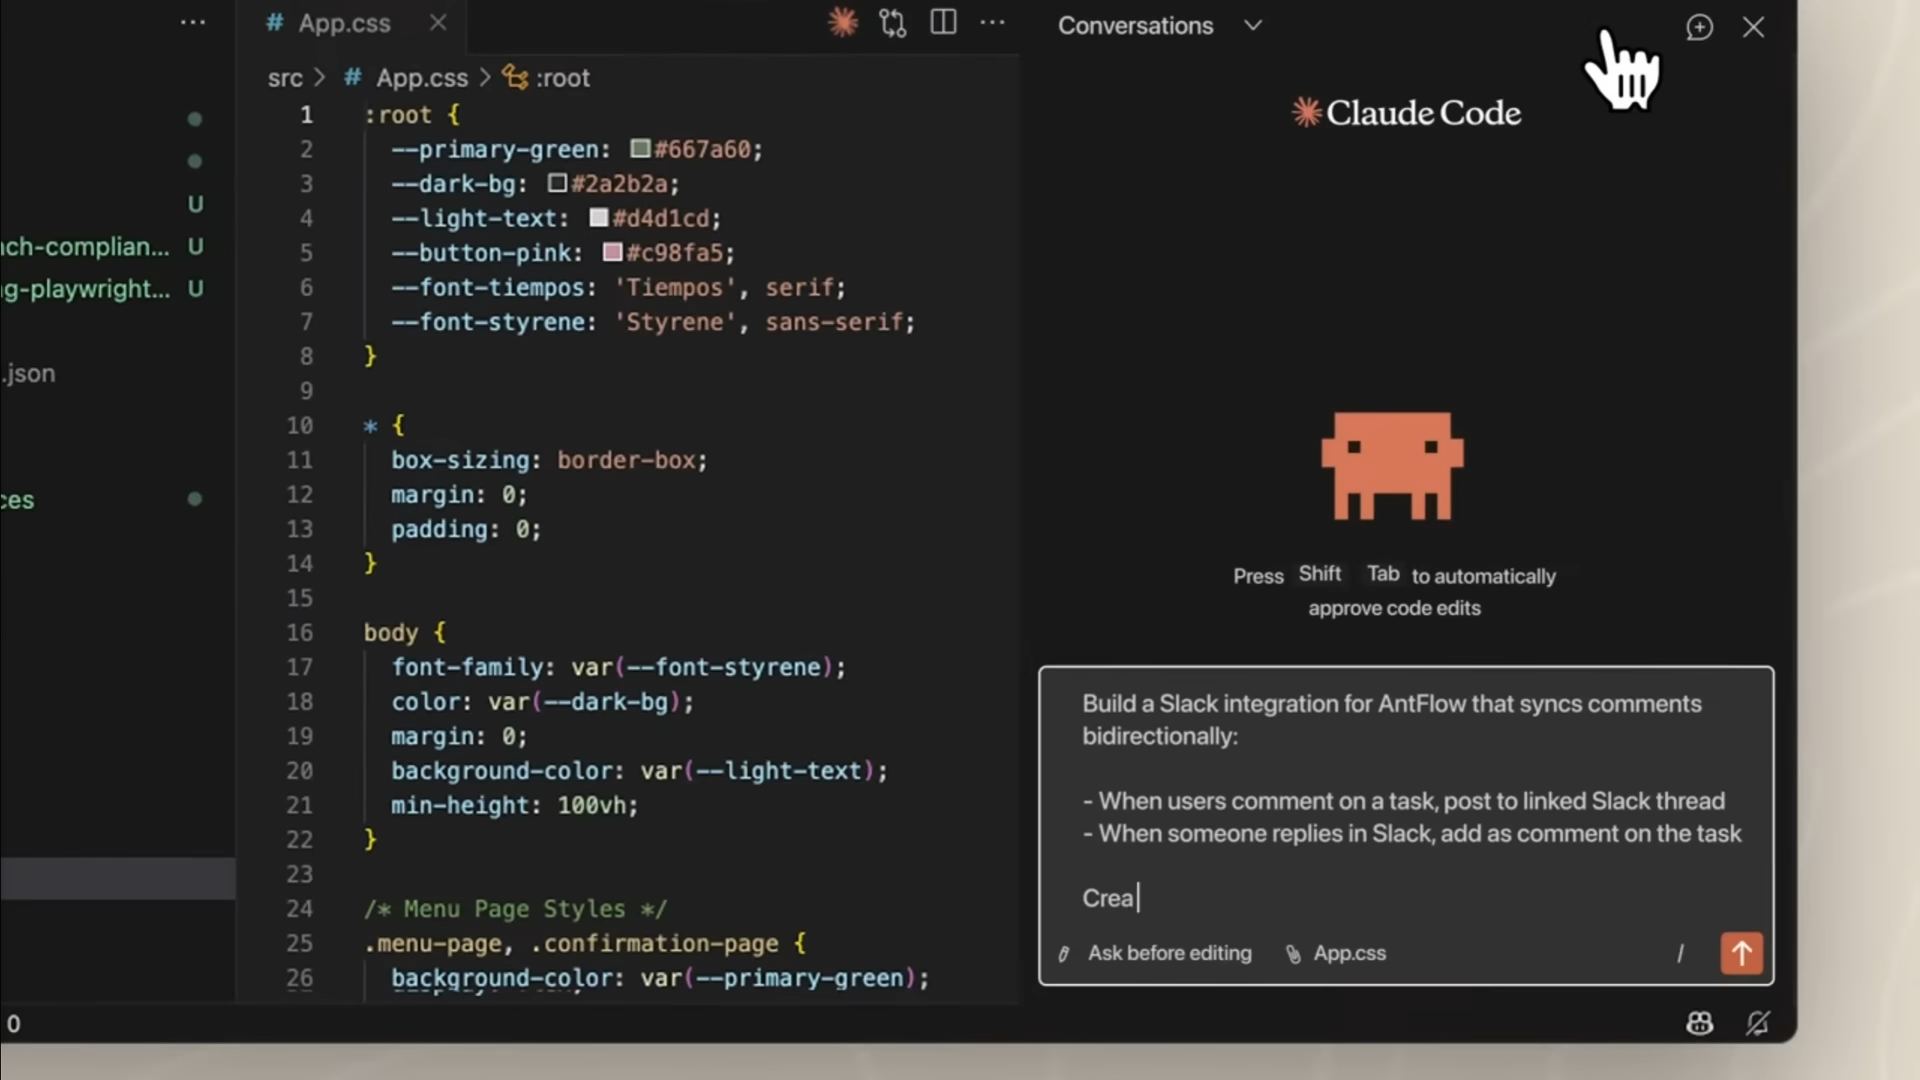 App.css
Conversations
src > # App.css > :root
Claude Code
1 :root {
2 --primary-green: #667a60;
3 --dark-bg: #2a2b2a;
4 --light-text: #d4d1cd;
5 --button-pink: #c98fa5;
6 --font-tiempos: 'Tiempos', serif;
7 --font-styrene: 'Styrene', sans-serif;
8 }
9
10 * {
11 box-sizing: border-box;
12 margin: 0;
13 padding: 0;
14 }
15
16 body {
17 font-family: var(--font-styrene);
18 color: var(--dark-bg);
19 margin: 0;
20 background-color: var(--light-text);
21 min-height: 100vh;
22 }
23
24 /* Menu Page Styles */
25 .menu-page, .confirmation-page {
26 background-color: var(--primary-green);
U
ach-complian... U
ng-playwright... U
.json
ces
0
Press Shift Tab to automatically
approve code edits
Build a Slack integration for AntFlow that syncs comments
bidirectionally:
- When users comment on a task, post to linked Slack thread
- When someone replies in Slack, add as comment on the task
Crea
Ask before editing App.css /